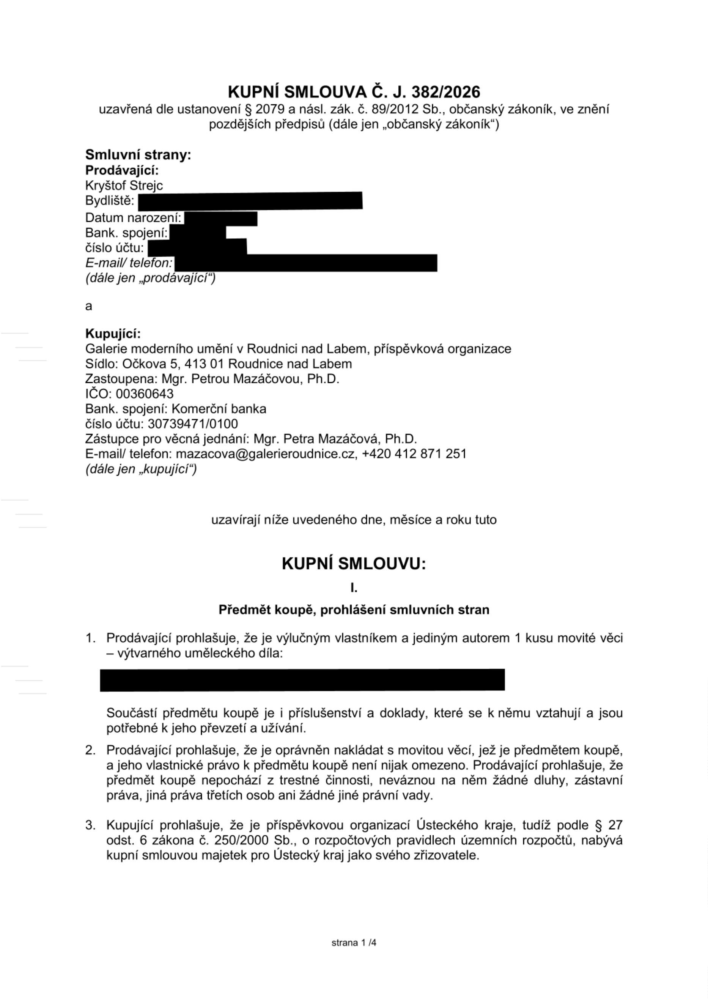 KUPNÍ SMLOUVA Č. J. 382/2026
uzavřená dle ustanovení § 2079 a násl. zák. č. 89/2012 Sb., občanský zákoník, ve znění
pozdějších předpisů (dále jen „občanský zákoník“)
Smluvní strany:
Prodávající:
Kryštof Strejc
Bydliště:
Datum narození:
Bank. spojení:
číslo účtu:
E-mail/ telefon:
(dále jen „prodávající“)
a
Kupující:
Galerie moderního umění v Roudnici nad Labem, příspěvková organizace
Sídlo: Očkova 5, 413 01 Roudnice nad Labem
Zastoupena: Mgr. Petrou Mazáčovou, Ph.D.
IČO: 00360643
Bank. spojení: Komerční banka
číslo účtu: 30739471/0100
Zástupce pro věcná jednání: Mgr. Petra Mazáčová, Ph.D.
E-mail/ telefon: mazacova@galerieroudnice.cz, +420 412 871 251
(dále jen „kupující“)
uzavírají níže uvedeného dne, měsíce a roku tuto
KUPNÍ SMLOUVU:
I.
Předmět koupě, prohlášení smluvních stran
1. Prodávající prohlašuje, že je výlučným vlastníkem a jediným autorem 1 kusu movité věci
– výtvarného uměleckého díla:
Součástí předmětu koupě je i příslušenství a doklady, které se k němu vztahují a jsou
potřebné k jeho převzetí a užívání.
2. Prodávající prohlašuje, že je oprávněn nakládat s movitou věcí, jež je předmětem koupě,
a jeho vlastnické právo k předmětu koupě není nijak omezeno. Prodávající prohlašuje, že
předmět koupě nepochází z trestné činnosti, neváznou na něm žádné dluhy, zástavní
práva, jiná práva třetích osob ani žádné jiné právní vady.
3. Kupující prohlašuje, že je příspěvkovou organizací Ústeckého kraje, tudíž podle § 27
odst. 6 zákona č. 250/2000 Sb., o rozpočtových pravidlech územních rozpočtů, nabývá
kupní smlouvou majetek pro Ústecký kraj jako svého zřizovatele.
strana 1 /4